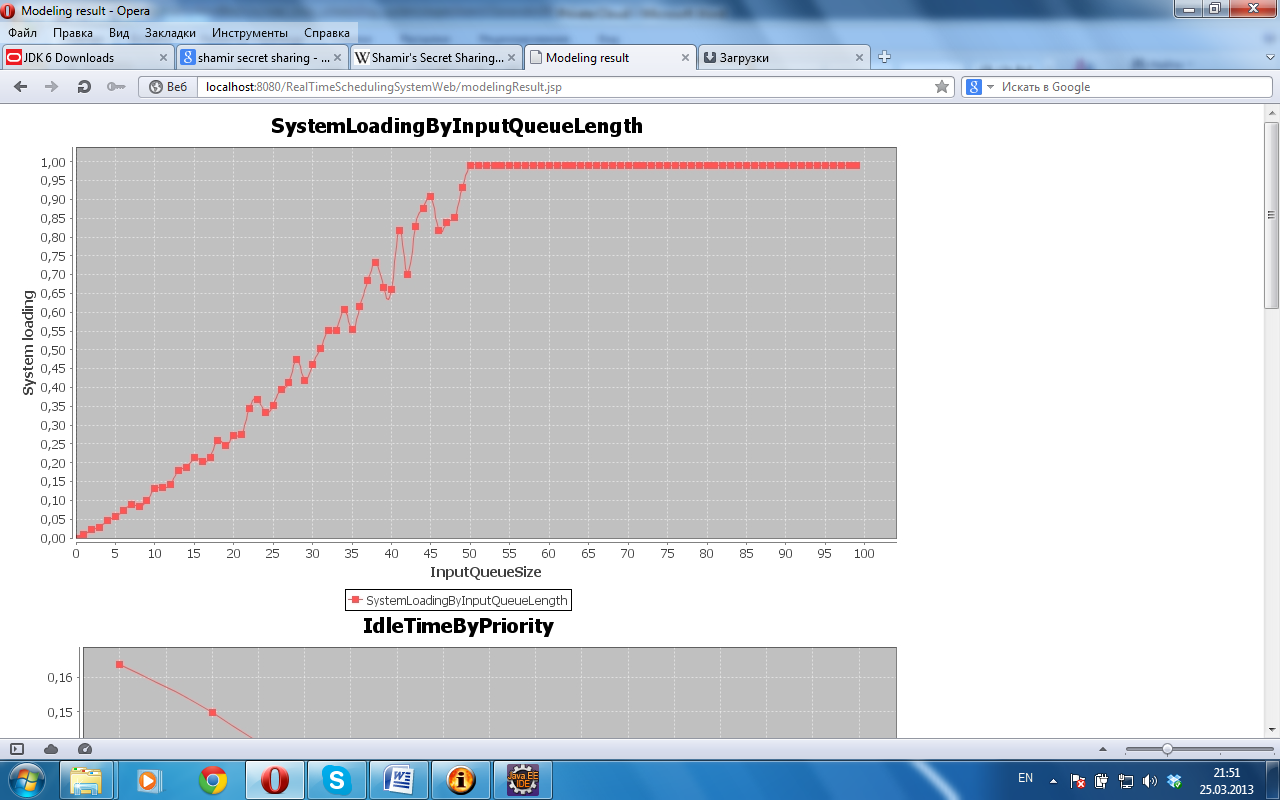 Modeling result - Opera
Файл Правка Вид Закладки Инструменты Справка
JDK 6 Downloads shamir secret sharing - ... Shamir's Secret Sharing... Modeling result Загрузки
Веб localhost:8080/RealTimeSchedulingSystemWeb/modelingResult.jsp Искать в Google
SystemLoadingByInputQueueLength
1,00
0,95
0,90
0,85
0,80
0,75
0,70
0,65
0,60
0,55
0,50
0,45
0,40
0,35
0,30
0,25
0,20
0,15
0,10
0,05
0,00
System loading
0 5 10 15 20 25 30 35 40 45 50 55 60 65 70 75 80 85 90 95 100
InputQueueSize
SystemLoadingByInputQueueLength
IdleTimeByPriority
0,16
0,15
Java EE IDE
EN
21:51
25.03.2013